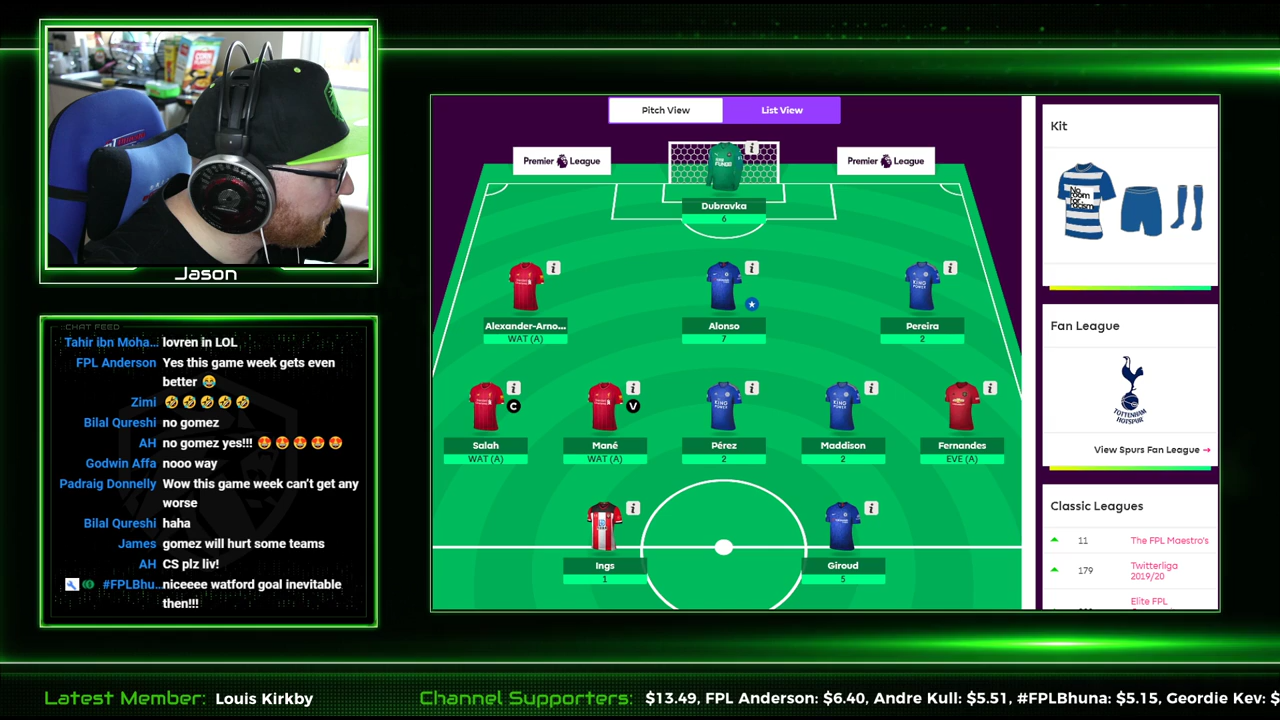 Jason
CHAT FEED
Tahir ibn Moha... lovren in LOL
FPL Anderson Yes this game week gets even
better 😂
Zimi 🤣 🤣 🤣 🤣 🤣
Bilal Qureshi no gomez
AH no gomez yes!!! 😍 😍 😍 😍 😍
Godwin Affa nooo way
Padraig Donnelly Wow this game week can't get any
worse
Bilal Qureshi haha
James gomez will hurt some teams
AH CS plz liv!
#FPLBhu... niceeee watford goal inevitable
then!!!
Pitch View List View
Premier League Premier League
Dubravka
6
Alexander-Arno... Alonso Pereira
WAT (A) 7 2
C V
Salah Mané Pérez Maddison Fernandes
WAT (A) WAT (A) 2 2 EVE (A)
Ings Giroud
1 5
Kit
No
Room
for
Racism
Fan League
TOTTENHAM
HOTSPUR
View Spurs Fan League →
Classic Leagues
11 The FPL Maestro's
179 Twitterliga
2019/20
Elite FPL
Latest Member: Louis Kirkby
Channel Supporters: $13.49, FPL Anderson: $6.40, Andre Kull: $5.51, #FPLBhuna: $5.15, Geordie Kev: $